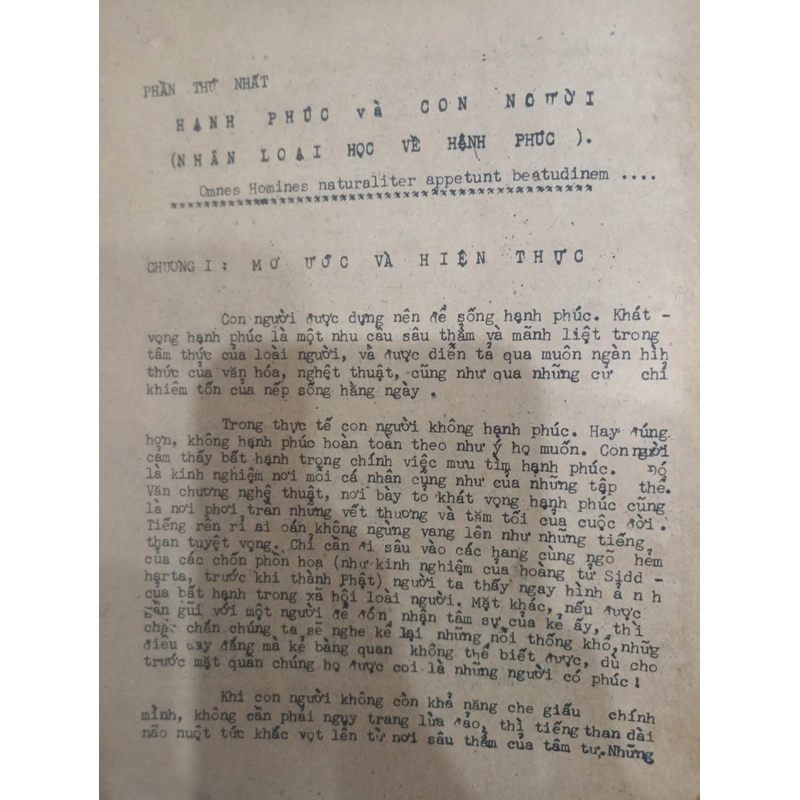 PHẦN THỨ NHẤT
HẠNH PHÚC và CON NGƯỜI
(NHÂN LOẠI HỌC VỀ HẠNH PHÚC ).
Omnes Homines naturaliter appetunt beatudinem ....
CHƯƠNG I : MƠ ƯỚC VÀ HIỆN THỰC
Con người được dựng nên để sống hạnh phúc. Khát -
vọng hạnh phúc là một nhu cầu sâu thẳm và mãnh liệt trong
tâm thức của loài người, và được diễn tả qua muôn ngàn hìh
thức của văn hóa, nghệt thuật, cũng như qua những cử chỉ
khiêm tốn của nếp sống hằng ngày .
Trong thực tế con người không hạnh phúc. Hay đúng
hơn, không hạnh phúc hoàn toàn theo như ý họ muốn. Con người
cảm thấy bất hạnh trong chính việc mưu tìm hạnh phúc. Đó
là kinh nghiệm nơi mỗi cá nhân cũng như của những tập thể.
Văn chương nghệ thuật, nơi bày tỏ khát vọng hạnh phúc cũng
là nơi phơi trần những vết thương và tăm tối của cuộc đời.
Tiếng rên rỉ ai oán không ngừng vang lên như những tiếng
than tuyệt vọng. Chỉ cần đi sâu vào các hang cùng ngõ hẻm
của các chốn phồn hoa (như kinh nghiệm của hoàng tử Sidd -
harta, trước khi thành Phật) người ta thấy ngay hình ảnh
của bất hạnh trong xã hội loài người. Mặt khác, nếu được
gần gũi với một người để đón nhận tâm sự của kẻ ấy, thì
chắc chắn chúng ta sẽ nghe kể lại những nỗi thống khổ, nhữg
điều cay đắng mà kẻ bàng quan không thể biết được, dù cho
trước mặt quần chúng họ được coi là những người có phúc !
Khi con người không còn khả năng che giấu chính
mình, không cần phải ngụy trang lừa đảo, thì tiếng than dài
não nuột tức khắc vọt lên từ nơi sâu thẳm của tâm tư. Những